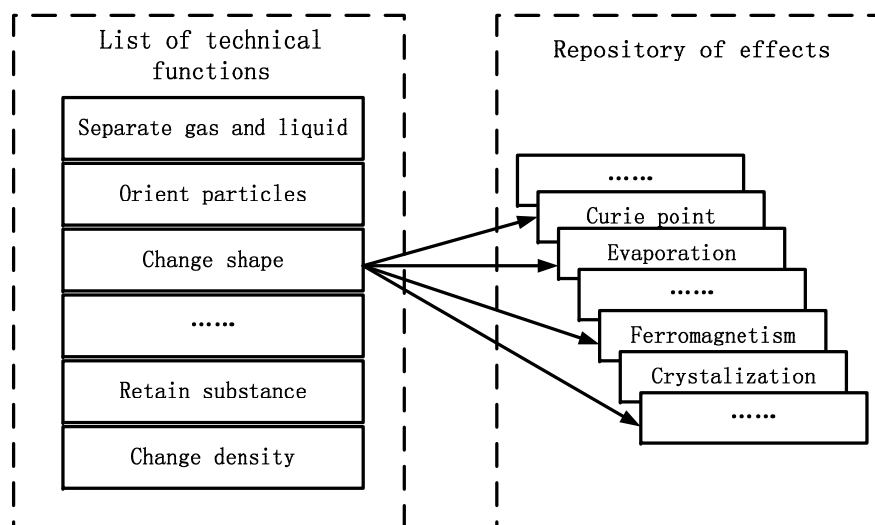 List of technical
functions
Separate gas and liquid
Orient particles
Change shape
……
Retain substance
Change density
Repository of effects
……
Curie point
Evaporation
……
Ferromagnetism
Crystalization
……